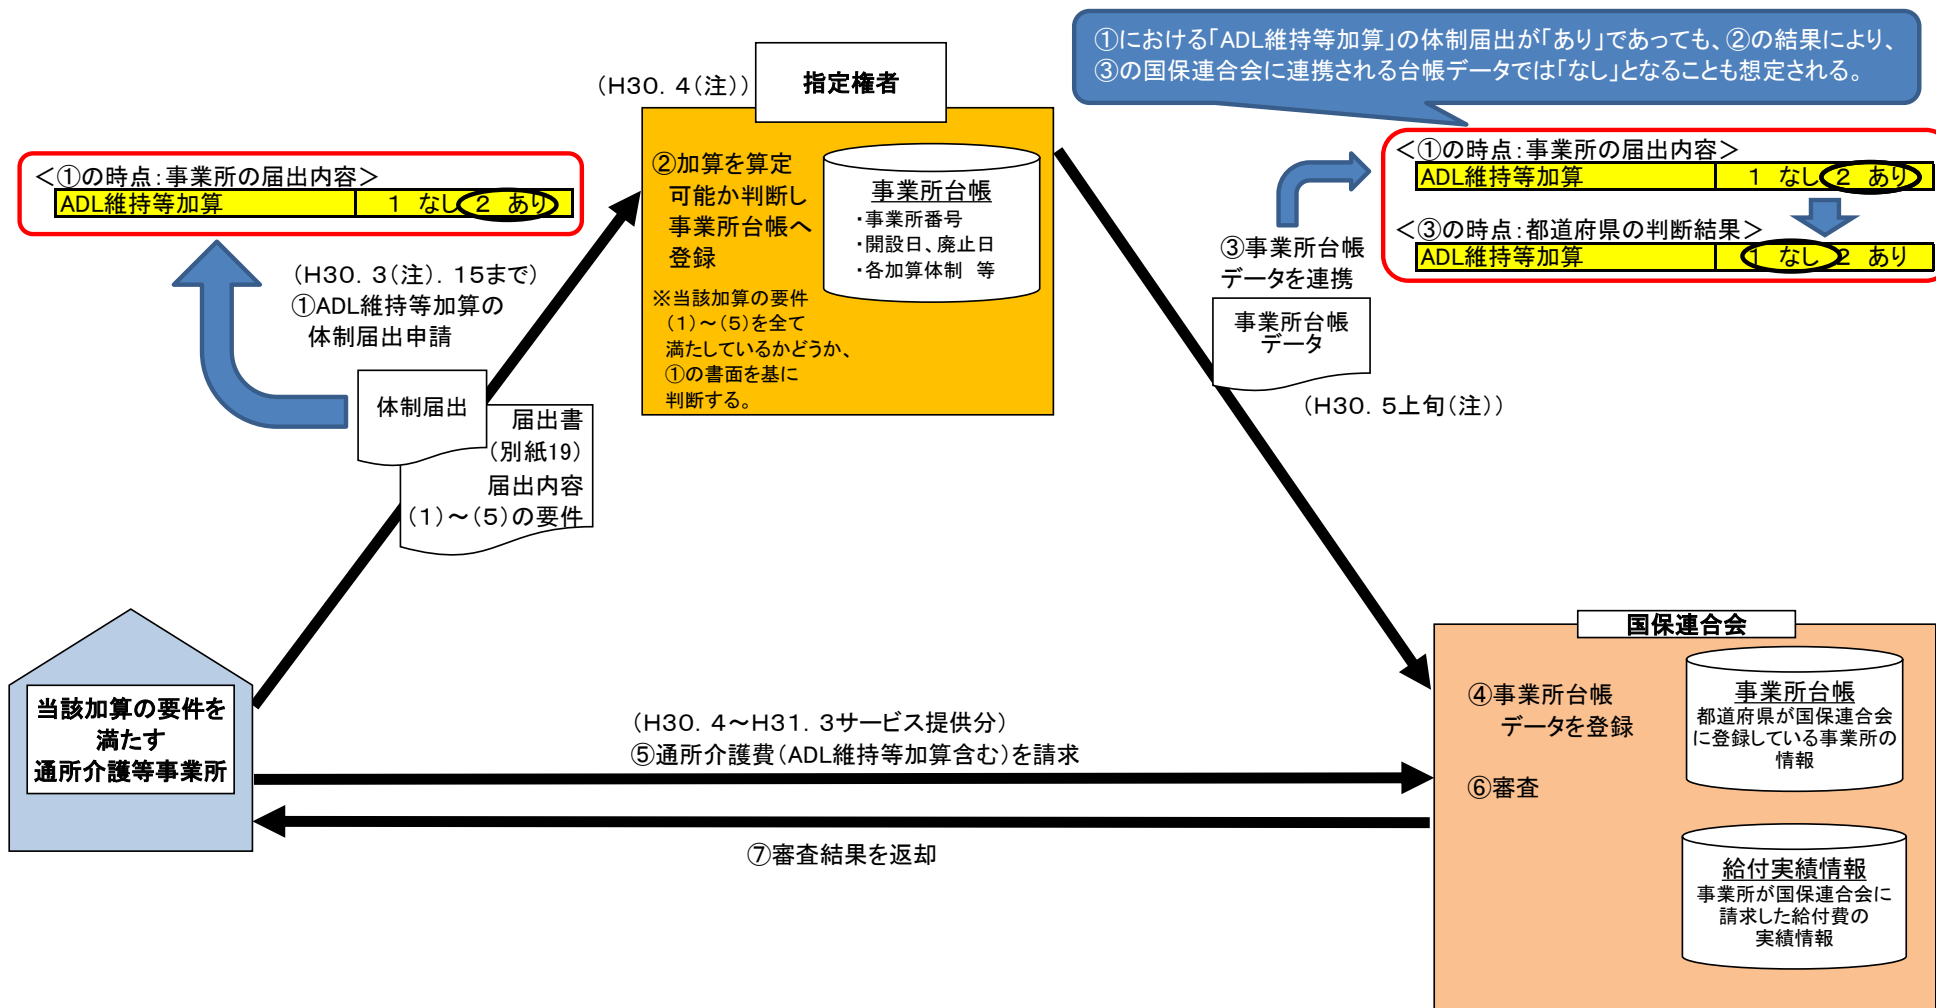 ①における「ADL維持等加算」の体制届出が「あり」であっても、②の結果により、
③の国保連合会に連携される台帳データでは「なし」となることも想定される。
(H30．4(注))
指定権者
②加算を算定
可能か判断し
事業所台帳へ
登録
※当該加算の要件
(1)～(5)を全て
満たしているかどうか、
①の書面を基に
判断する。
事業所台帳
・事業所番号
・開設日、廃止日
・各加算体制　等
＜①の時点：事業所の届出内容＞
ADL維持等加算　1　なし　2　あり
(H30．3(注)．15まで)
①ADL維持等加算の
体制届出申請
体制届出
届出書
(別紙19)
届出内容
(1)～(5)の要件
＜①の時点：事業所の届出内容＞
ADL維持等加算　1　なし　2　あり
＜③の時点：都道府県の判断結果＞
ADL維持等加算　1　なし　2　あり
③事業所台帳
データを連携
事業所台帳
データ
(H30．5上旬(注))
当該加算の要件を
満たす
通所介護等事業所
(H30．4～H31．3サービス提供分)
⑤通所介護費(ADL維持等加算含む)を請求
⑦審査結果を返却
国保連合会
④事業所台帳
データを登録
⑥審査
事業所台帳
都道府県が国保連合会
に登録している事業所の
情報
給付実績情報
事業所が国保連合会に
請求した給付費の
実績情報